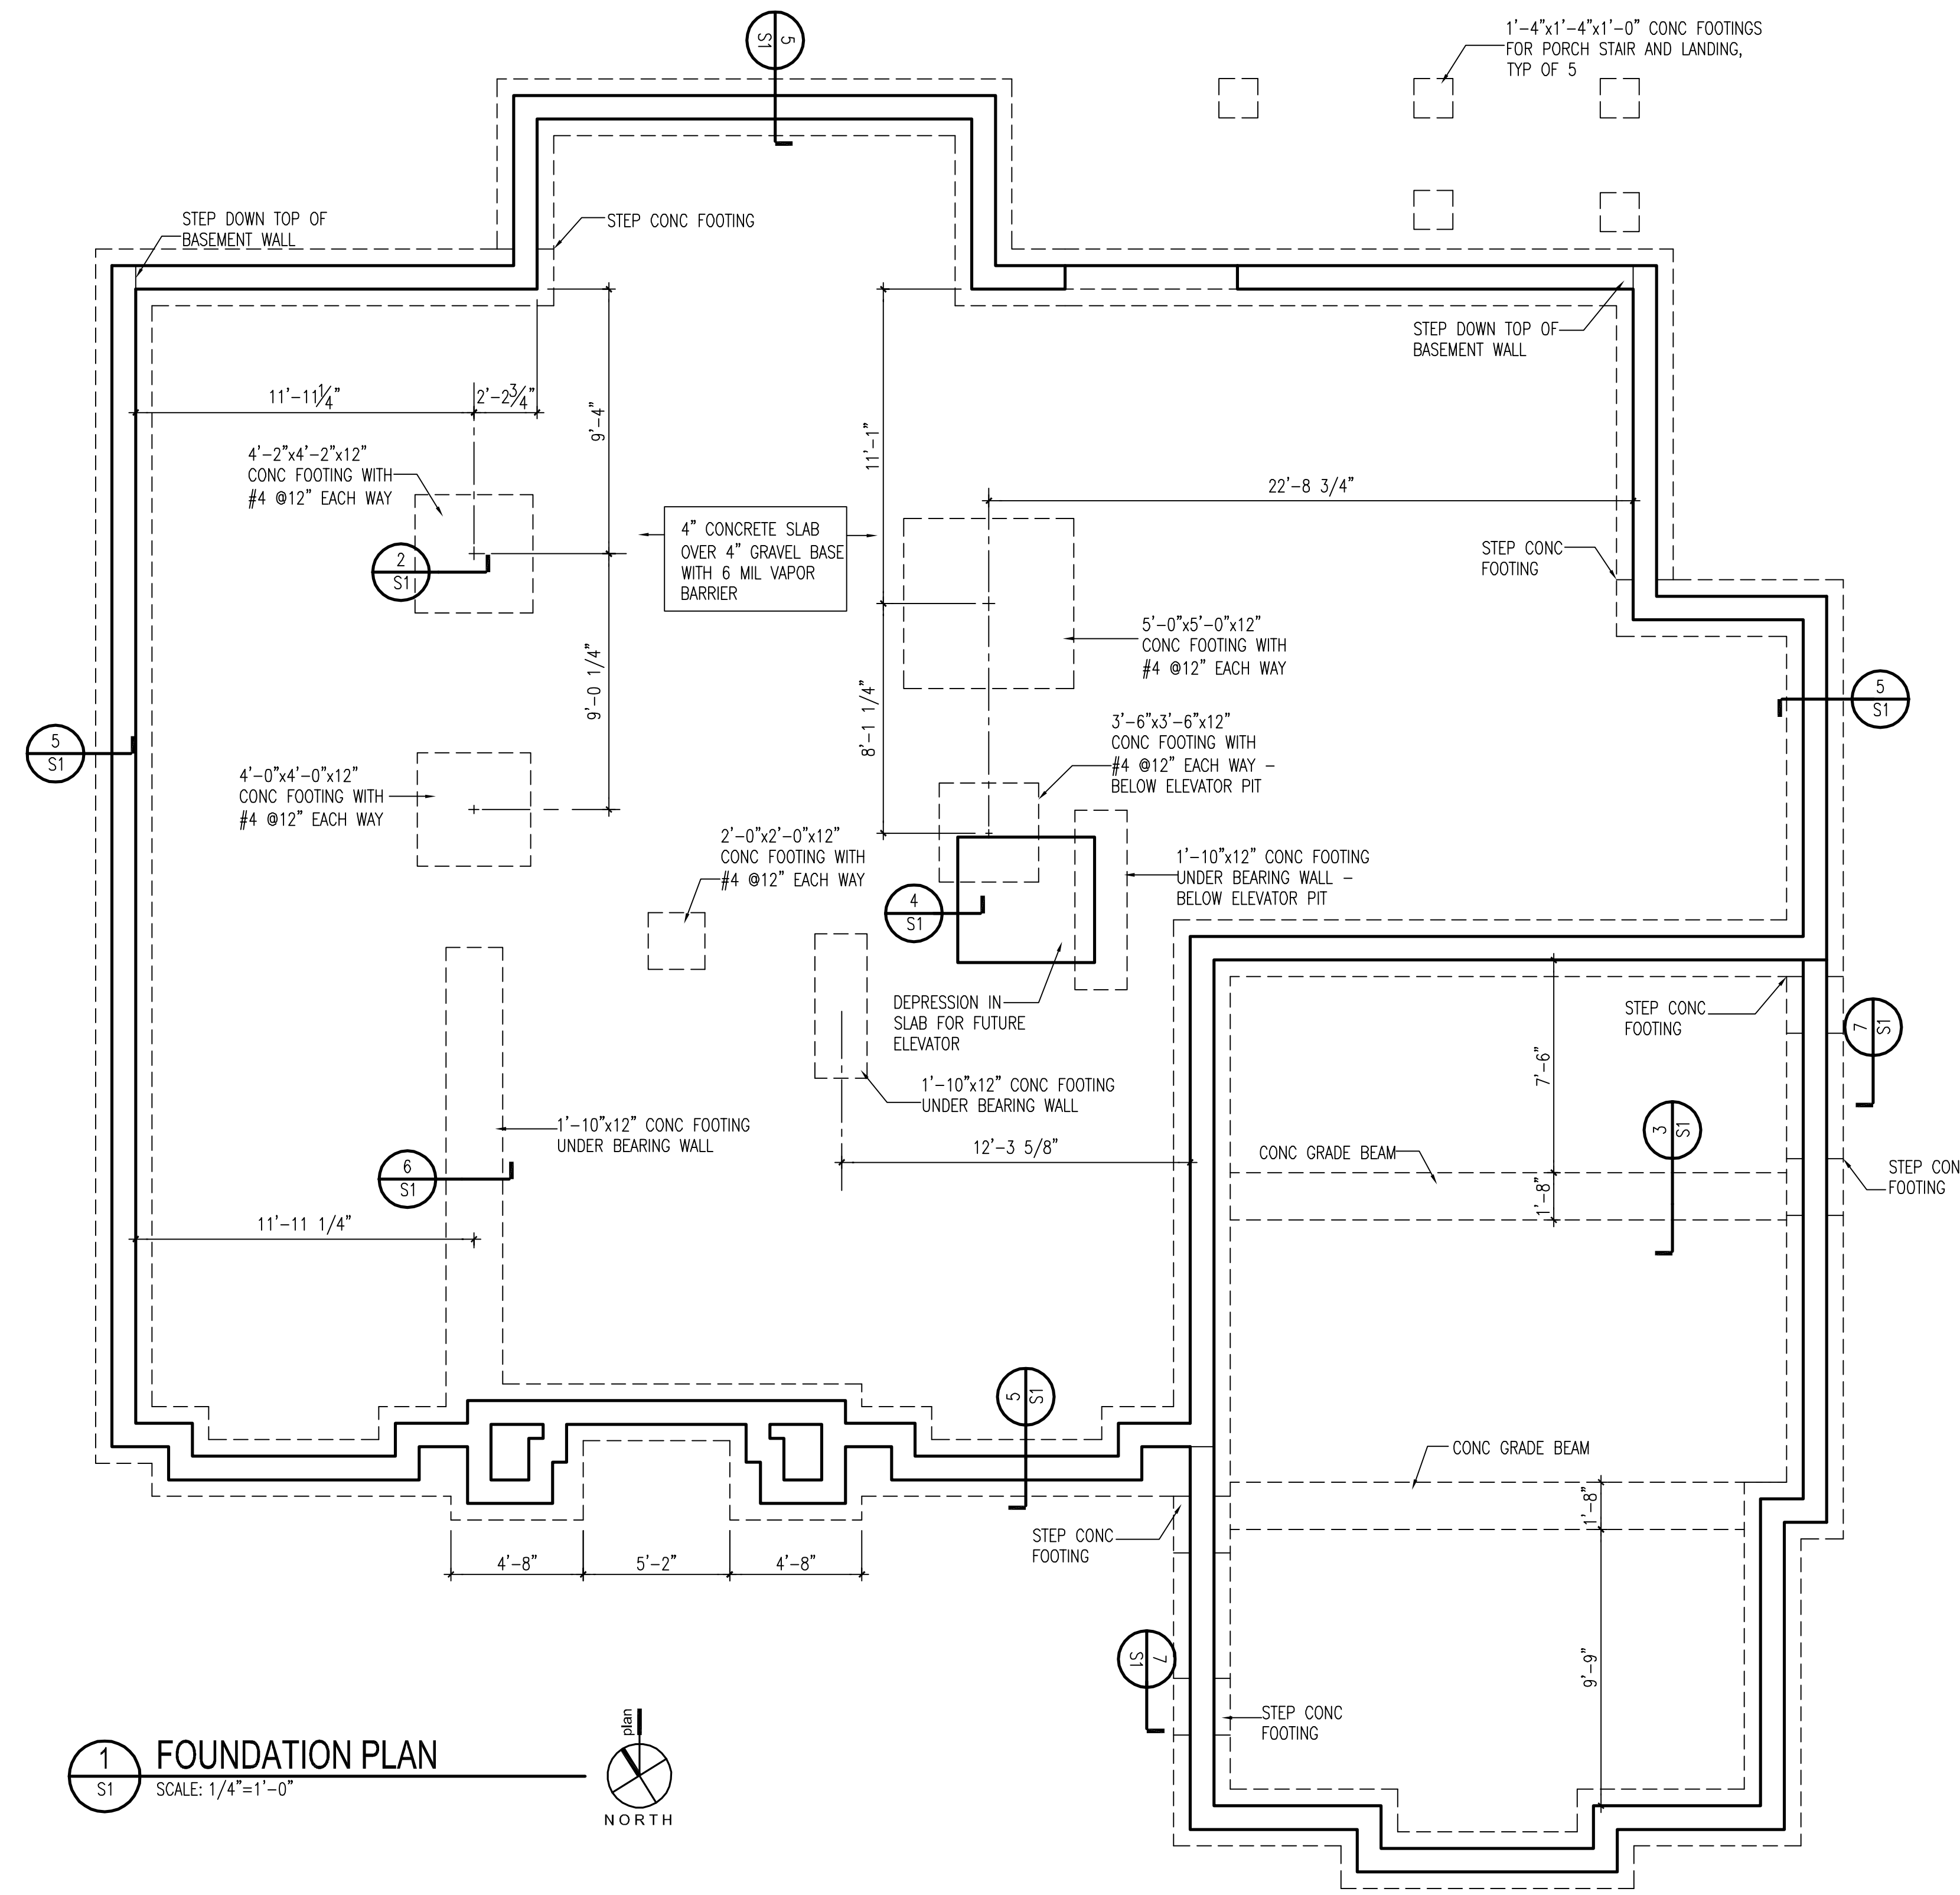 5
S1
1'-4"x1'-4"x1'-0" CONC FOOTINGS
FOR PORCH STAIR AND LANDING,
TYP OF 5
STEP DOWN TOP OF
BASEMENT WALL
STEP CONC FOOTING
STEP DOWN TOP OF
BASEMENT WALL
11'-11¼"
2'-2¾"
9'-4"
11'-1"
22'-8 3/4"
4'-2"x4'-2"x12"
CONC FOOTING WITH
#4 @12" EACH WAY
4" CONCRETE SLAB
OVER 4" GRAVEL BASE
WITH 6 MIL VAPOR
BARRIER
2
S1
STEP CONC
FOOTING
5'-0"x5'-0"x12"
CONC FOOTING WITH
#4 @12" EACH WAY
9'-0 1/4"
8'-1 1/4"
5
S1
5
S1
3'-6"x3'-6"x12"
CONC FOOTING WITH
#4 @12" EACH WAY –
BELOW ELEVATOR PIT
4'-0"x4'-0"x12"
CONC FOOTING WITH
#4 @12" EACH WAY
2'-0"x2'-0"x12"
CONC FOOTING WITH
#4 @12" EACH WAY
1'-10"x12" CONC FOOTING
UNDER BEARING WALL –
BELOW ELEVATOR PIT
4
S1
DEPRESSION IN
SLAB FOR FUTURE
ELEVATOR
STEP CONC
FOOTING
7
S1
7'-6"
1'-10"x12" CONC FOOTING
UNDER BEARING WALL
1'-10"x12" CONC FOOTING
UNDER BEARING WALL
3
S1
12'-3 5/8"
CONC GRADE BEAM
6
S1
1'-8"
STEP CON
FOOTING
11'-11 1/4"
5
S1
CONC GRADE BEAM
1'-8"
STEP CONC
FOOTING
4'-8"
5'-2"
4'-8"
9'-9"
7
S1
STEP CONC
FOOTING
1
S1
FOUNDATION PLAN
SCALE: 1/4"=1'-0"
plan
NORTH